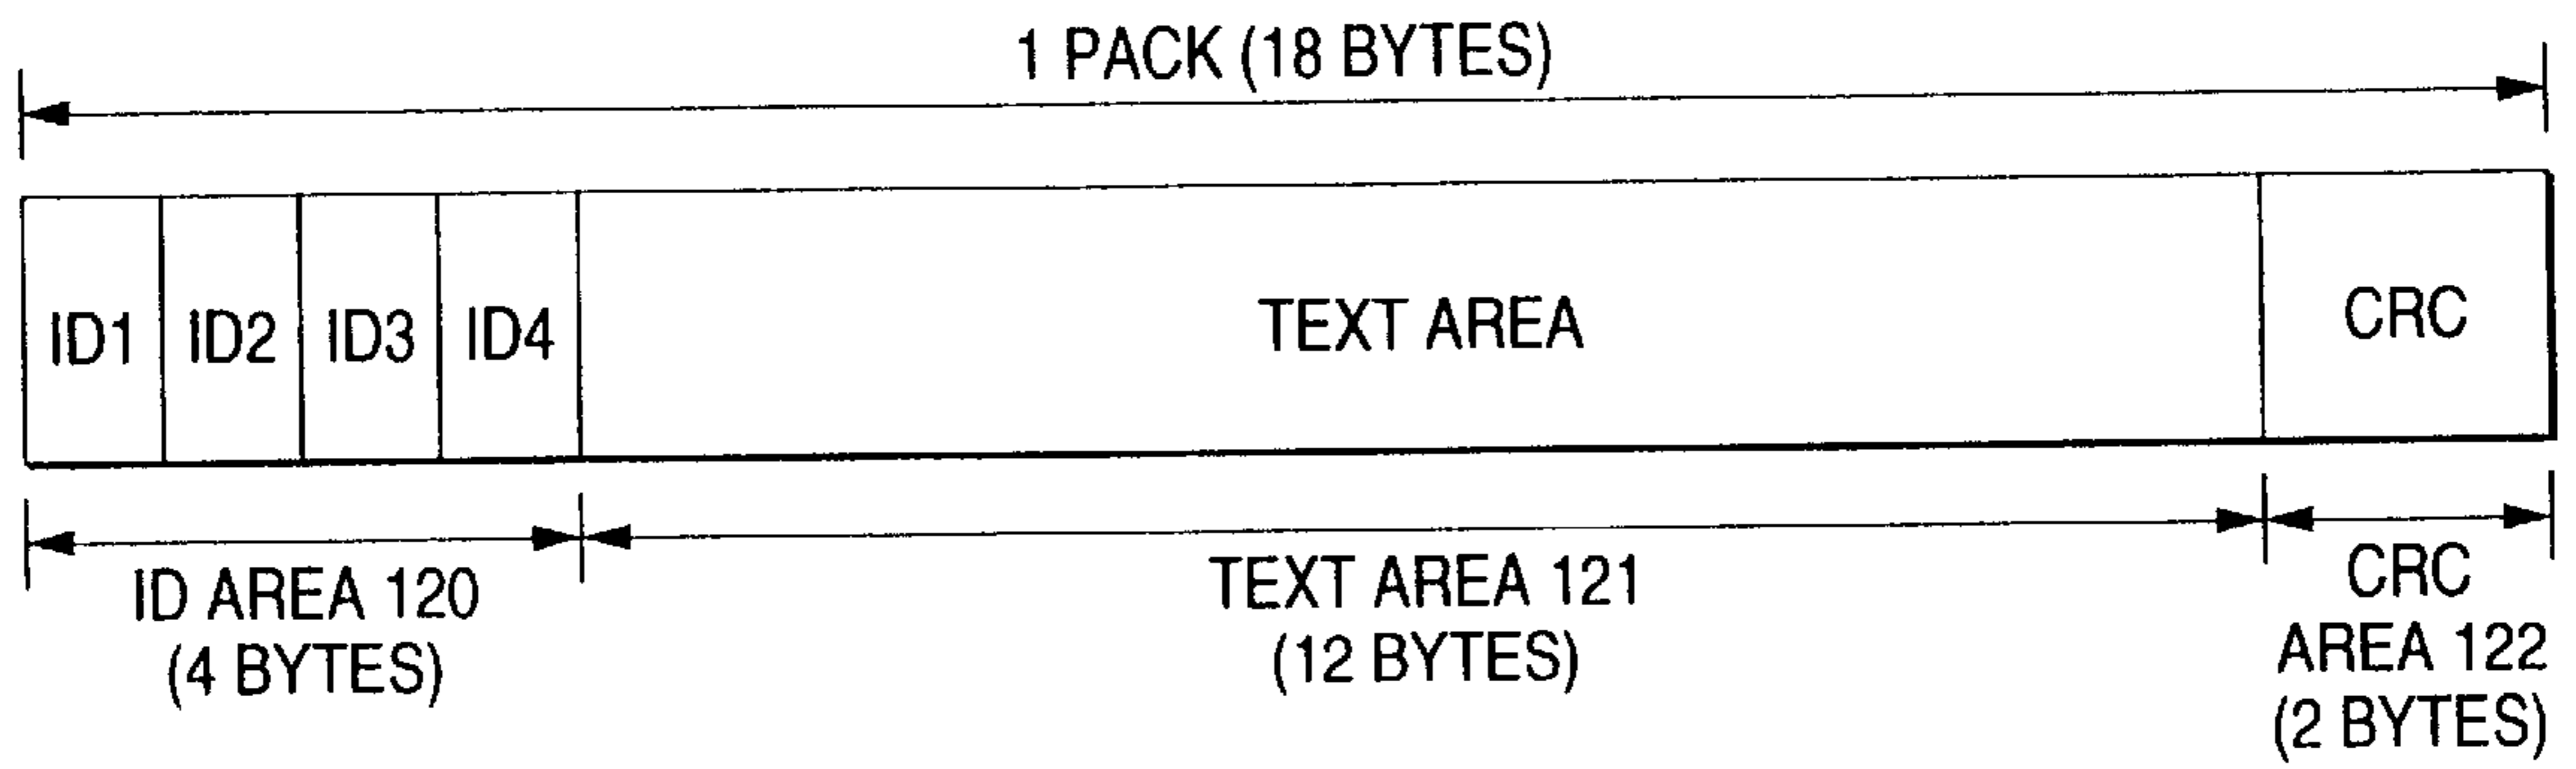 1 PACK (18 BYTES)
ID1 ID2 ID3 ID4 TEXT AREA CRC
ID AREA 120
(4 BYTES)
TEXT AREA 121
(12 BYTES)
CRC
AREA 122
(2 BYTES)